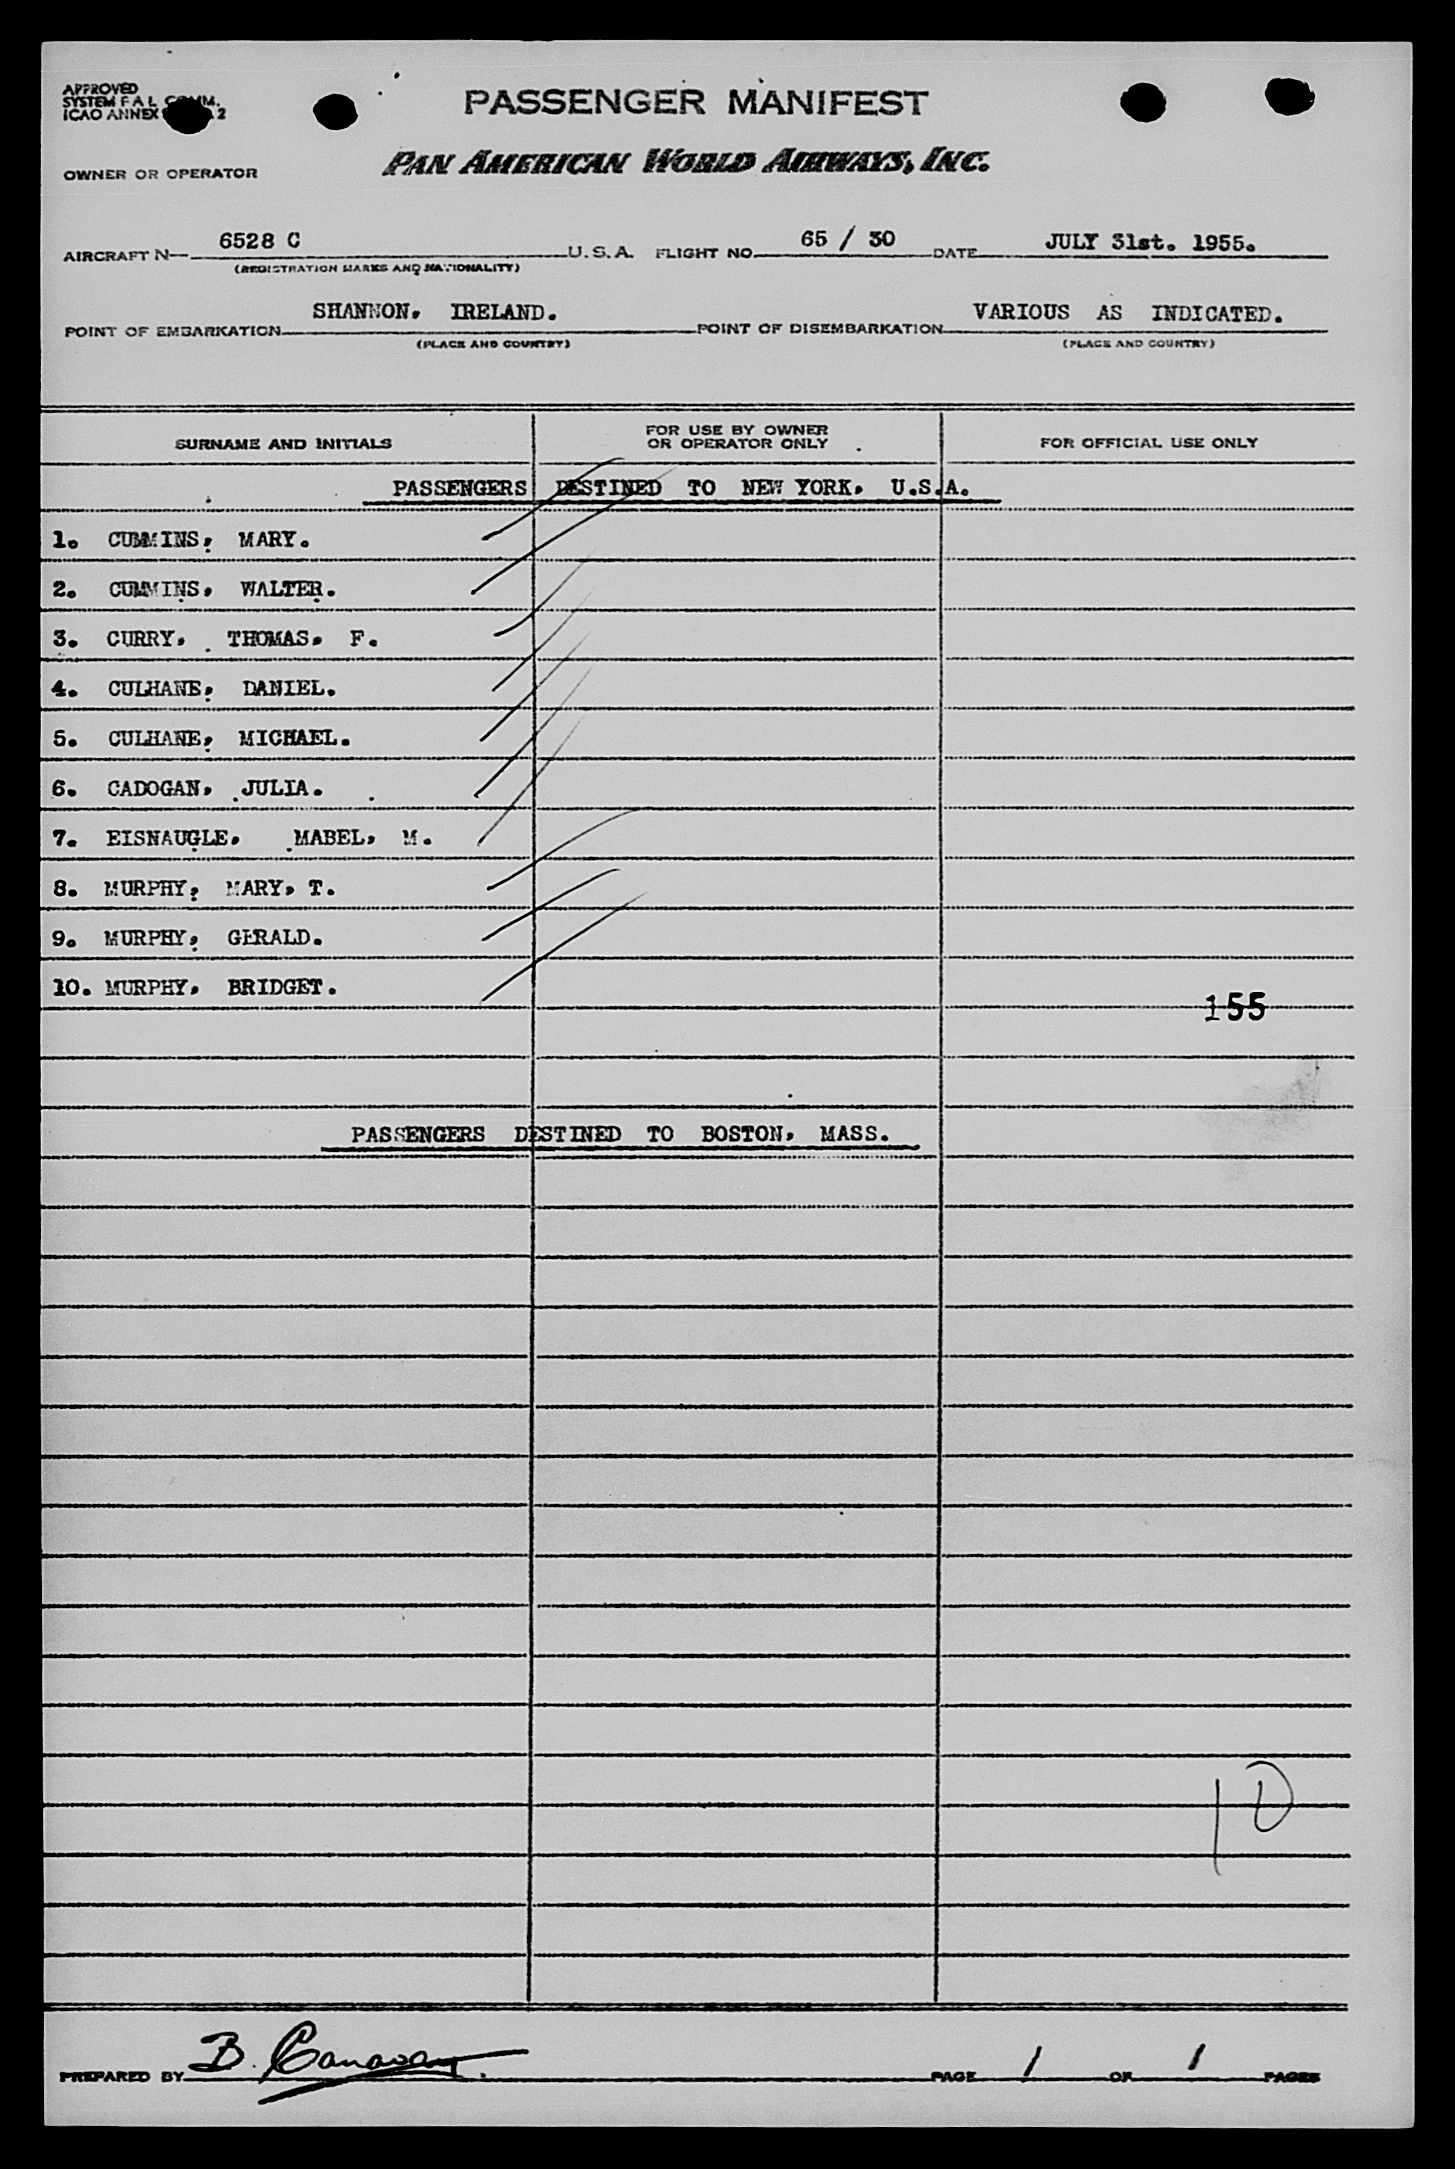 APPROVED
SYSTEM F A L COMM.
ICAO ANNEX 2
PASSENGER MANIFEST
OWNER OR OPERATOR PAN AMERICAN WORLD AIRWAYS, INC.
AIRCRAFT N— 6528 C U.S.A. FLIGHT NO. 65 / 30 DATE JULY 31st. 1955.
(REGISTRATION MARKS AND NATIONALITY)
POINT OF EMBARKATION SHANNON, IRELAND. POINT OF DISEMBARKATION VARIOUS AS INDICATED.
(PLACE AND COUNTRY) (PLACE AND COUNTRY)
SURNAME AND INITIALS FOR USE BY OWNER OR OPERATOR ONLY FOR OFFICIAL USE ONLY
PASSENGERS DESTINED TO NEW YORK, U.S.A.
1. CUMMINS, MARY.
2. CUMMINS, WALTER.
3. CURRY, THOMAS, F.
4. CULHANE, DANIEL.
5. CULHANE, MICHAEL.
6. CADOGAN, JULIA.
7. EISNAUGLE, MABEL, M.
8. MURPHY, MARY, T.
9. MURPHY, GERALD.
10. MURPHY, BRIDGET.
155
PASSENGERS DESTINED TO BOSTON, MASS.
10
PREPARED BY B. Canavan PAGE 1 OF 1 PAGES